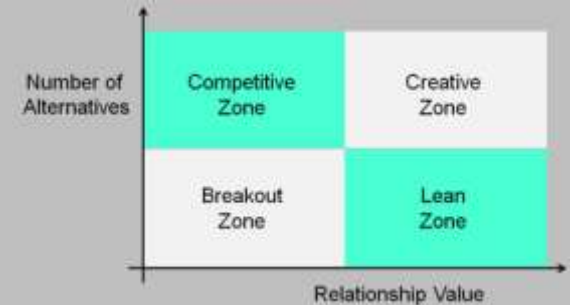 Number of
Alternatives
Competitive
Zone
Creative
Zone
Breakout
Zone
Lean
Zone
Relationship Value